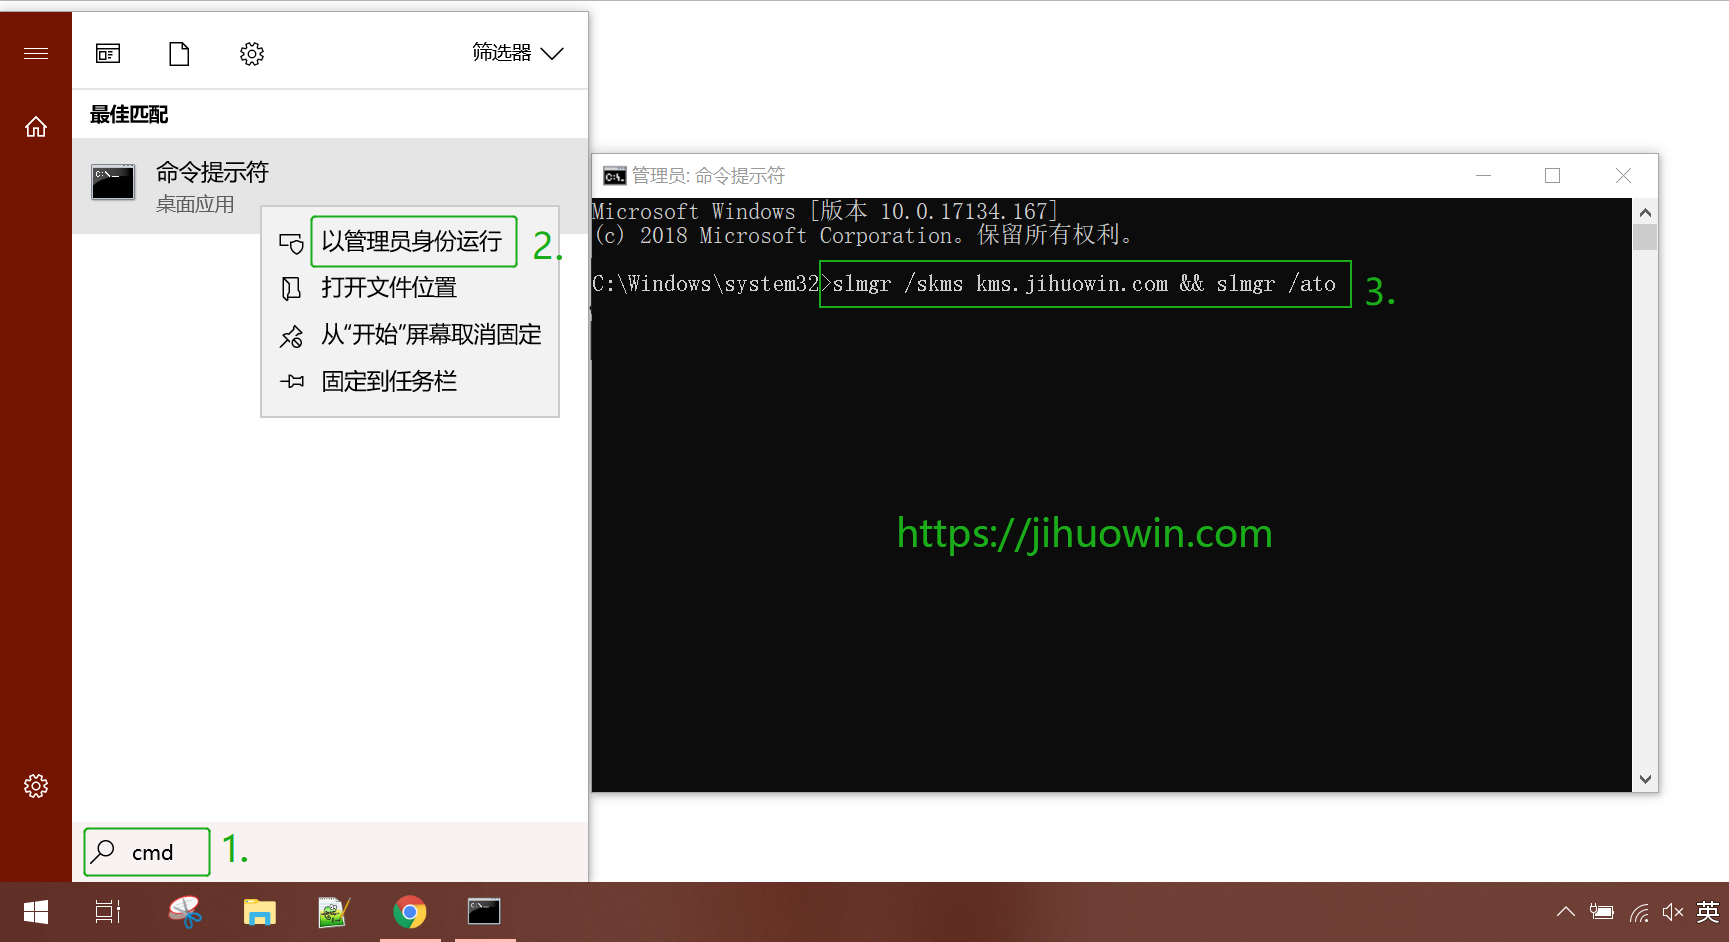 筛选器
最佳匹配
命令提示符
桌面应用
以管理员身份运行
2.
打开文件位置
从“开始”屏幕取消固定
固定到任务栏
cmd
1.
管理员: 命令提示符
Microsoft Windows [版本 10.0.17134.167]
(c) 2018 Microsoft Corporation。保留所有权利。
C:\Windows\system32>slmgr /skms kms.jihuowin.com && slmgr /ato
3.
https://jihuowin.com
英